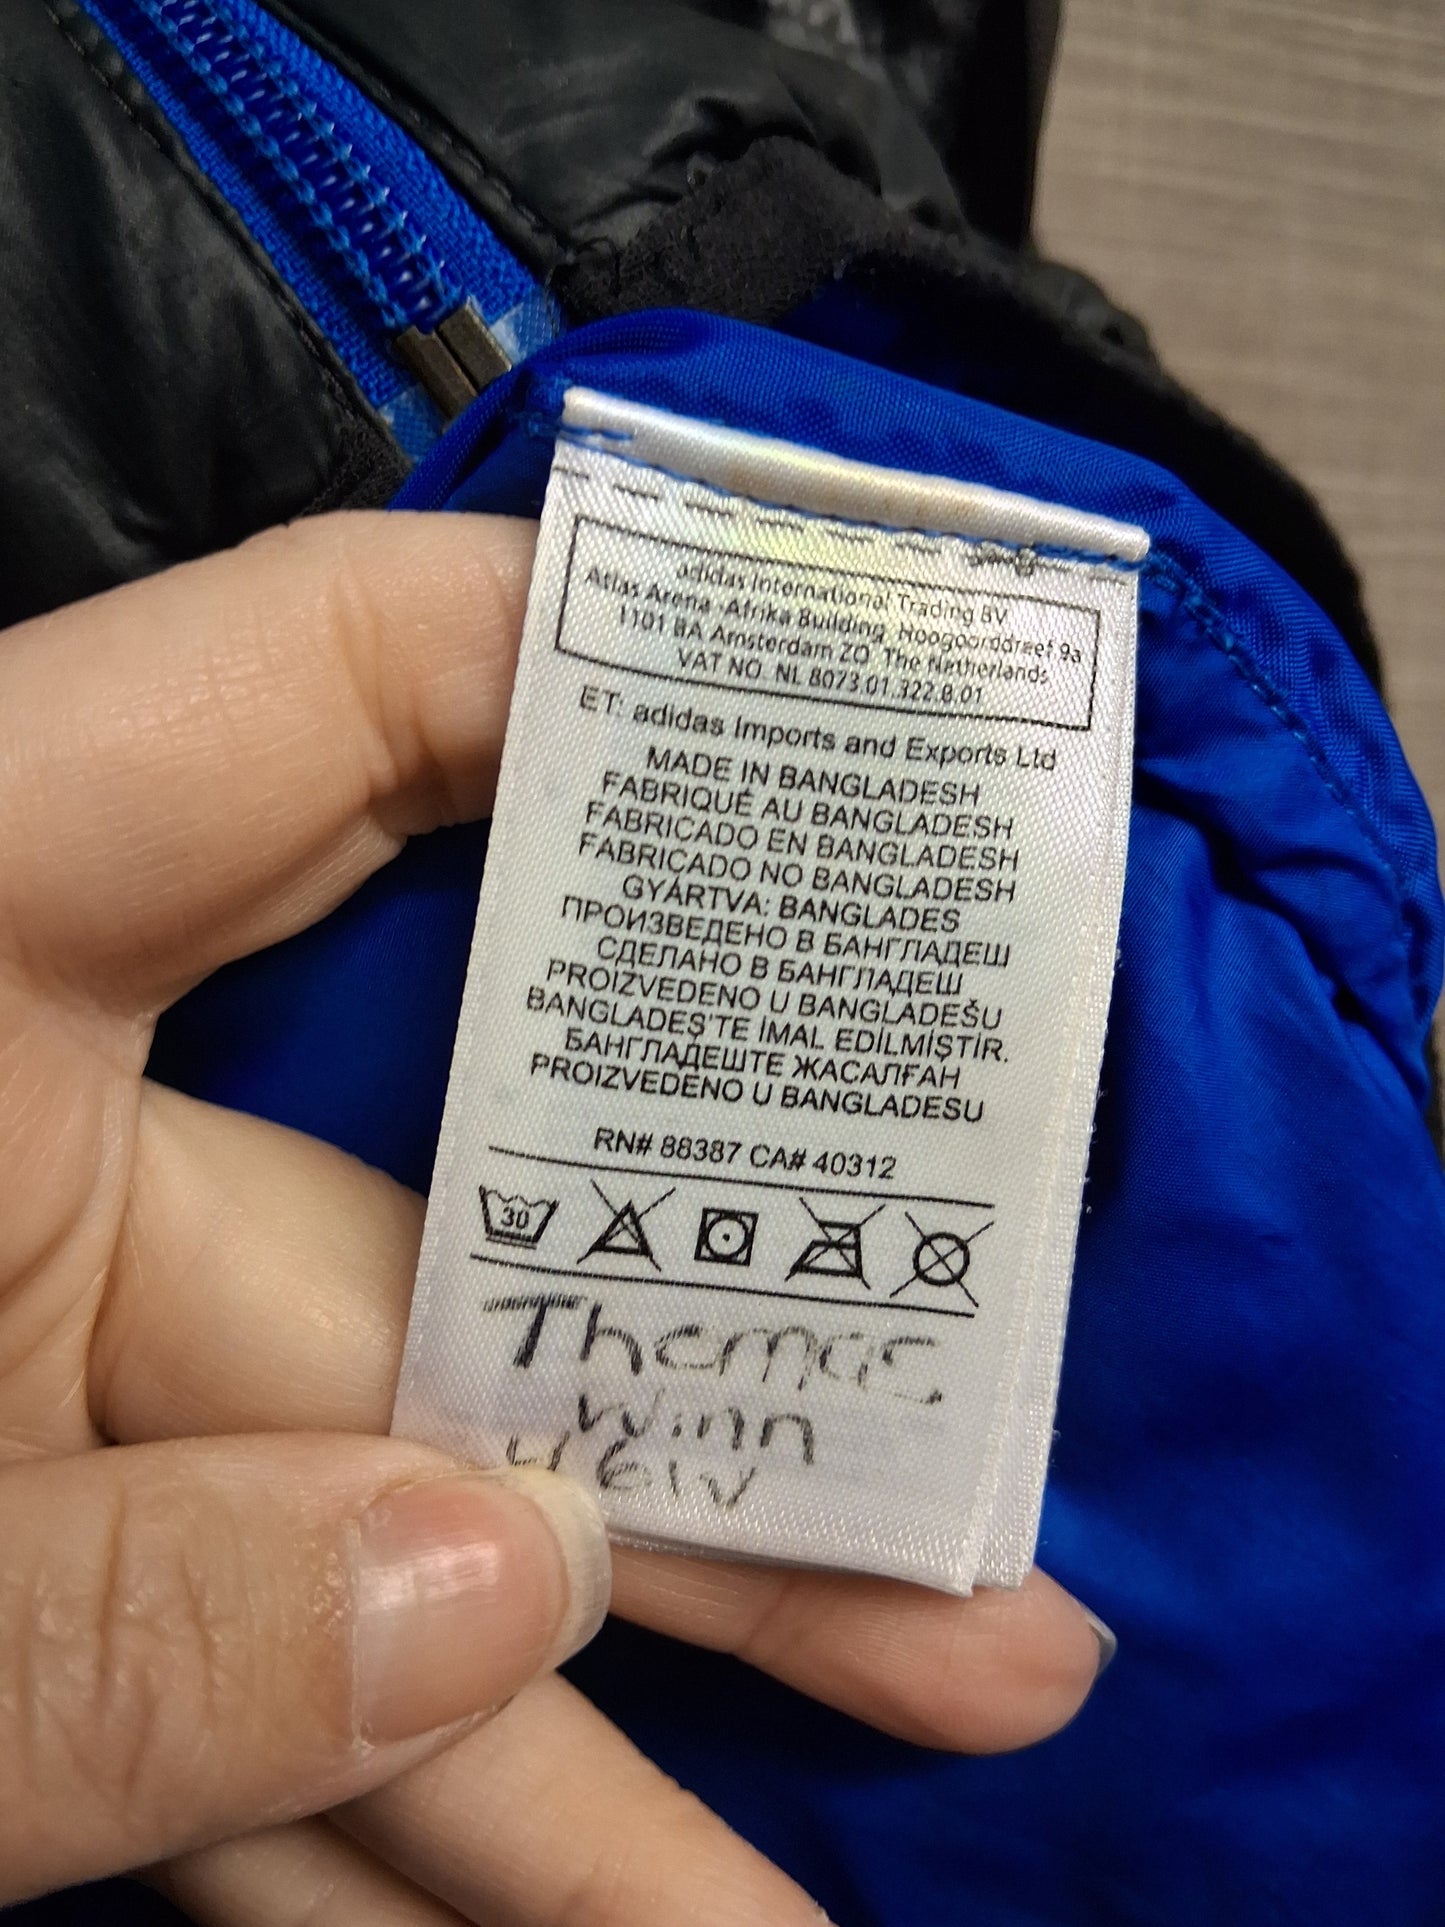 adidas International Trading BV
Atlas Arena -Afrika Building, Hoogoorddreef 9a
1101 BA Amsterdam ZO, The Netherlands
VAT NO. NL 8073.01.322.B.01
ET: adidas Imports and Exports Ltd
MADE IN BANGLADESH
FABRIQUÉ AU BANGLADESH
FABRICADO EN BANGLADESH
FABRICADO NO BANGLADESH
GYÁRTVA: BANGLADES
ПРОИЗВЕДЕНО В БАНГЛАДЕШ
СДЕЛАНО В БАНГЛАДЕШ
PROIZVEDENO U BANGLADEŠU
BANGLADEŞ'TE İMAL EDİLMİŞTİR.
БАНГЛАДЕШТЕ ЖАСАЛҒАН
PROIZVEDENO U BANGLADESU
RN# 88387 CA# 40312
30
Thomas
Winn